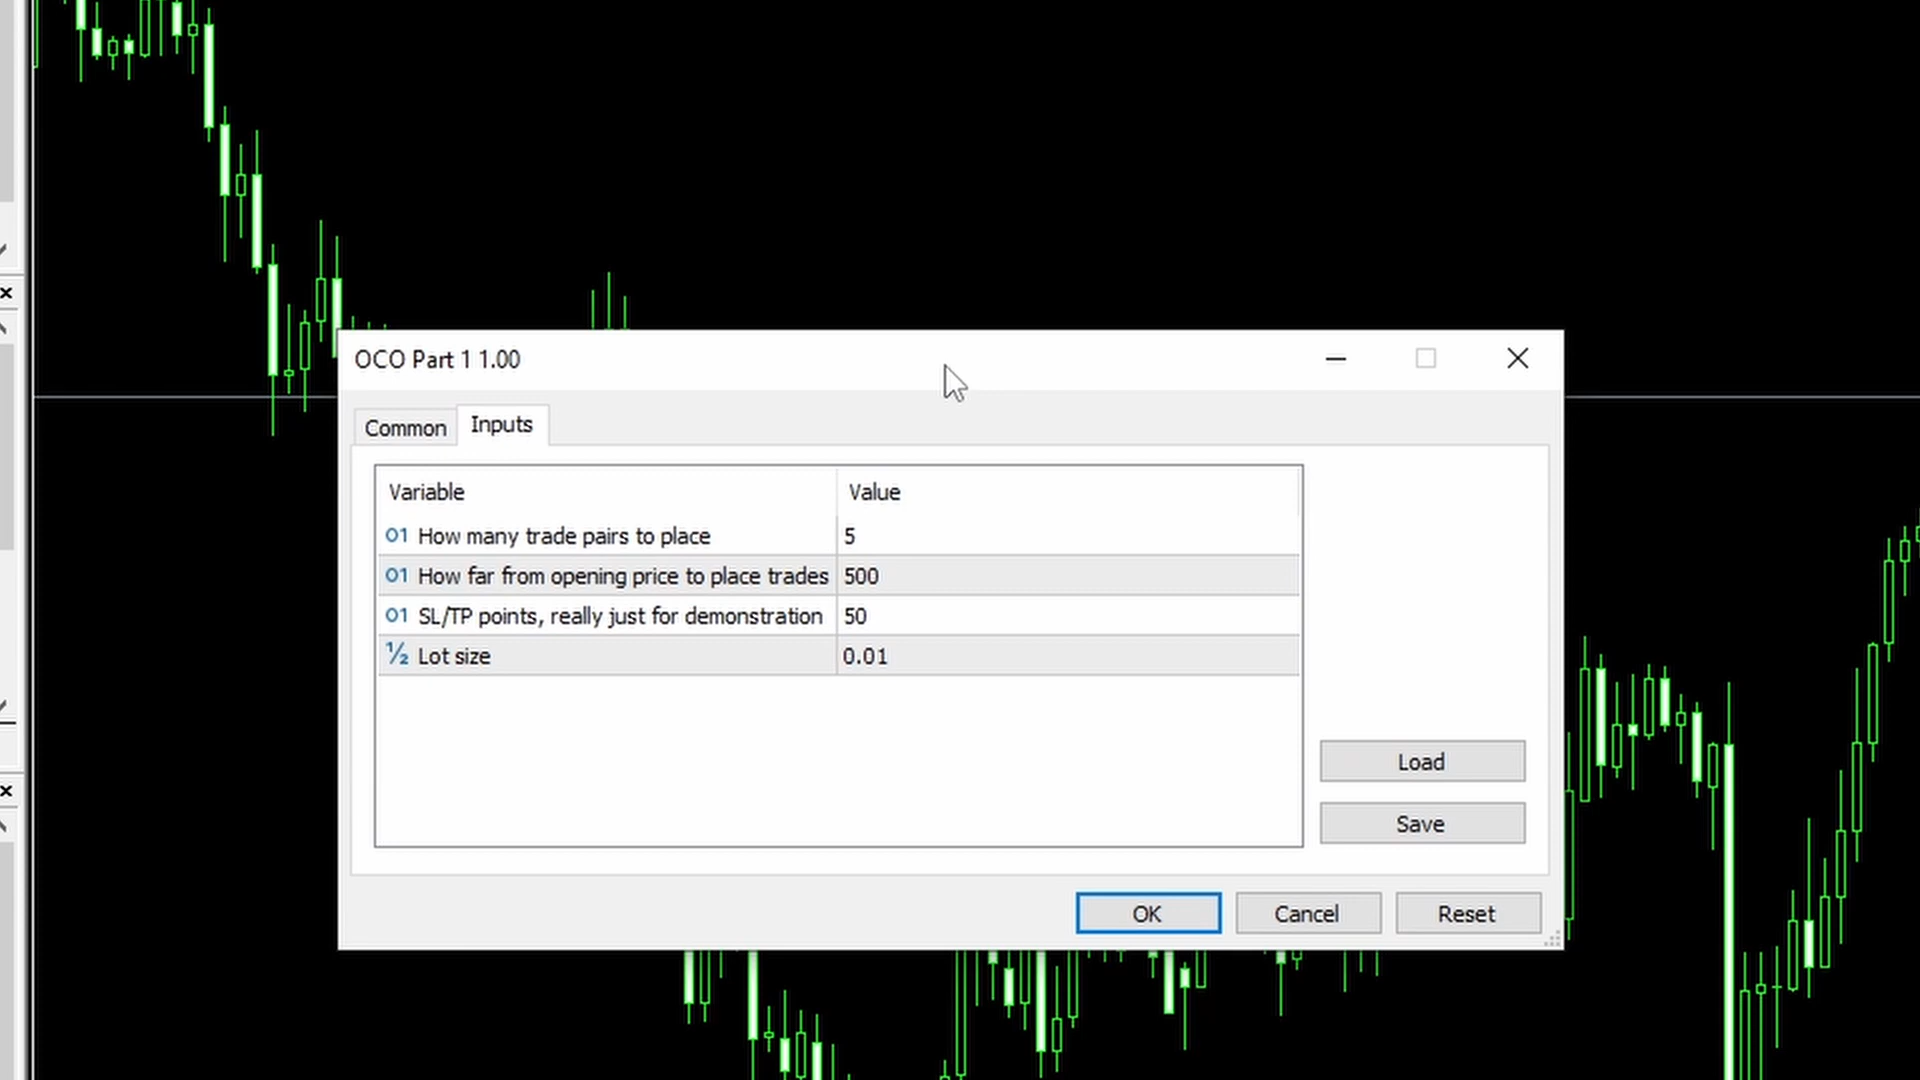 OCO Part 1 1.00
Common Inputs
Variable Value
How many trade pairs to place 5
How far from opening price to place trades 500
SL/TP points, really just for demonstration 50
½ Lot size 0.01
Load
Save
OK Cancel Reset